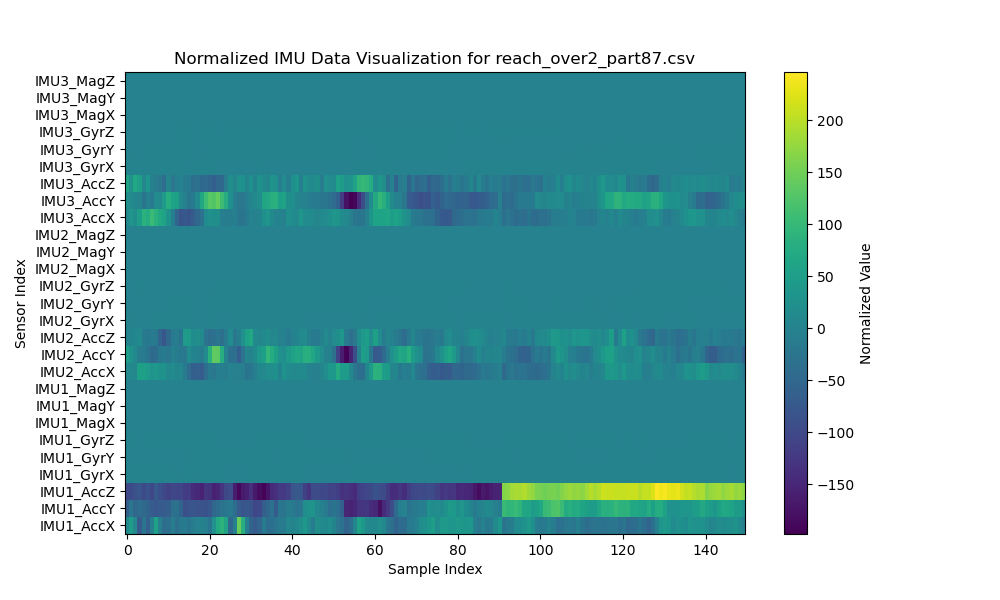 Normalized IMU Data Visualization for reach_over2_part87.csv
IMU3_MagZ
IMU3_MagY
IMU3_MagX
IMU3_GyrZ
IMU3_GyrY
IMU3_GyrX
IMU3_AccZ
IMU3_AccY
IMU3_AccX
IMU2_MagZ
IMU2_MagY
IMU2_MagX
IMU2_GyrZ
IMU2_GyrY
IMU2_GyrX
IMU2_AccZ
IMU2_AccY
IMU2_AccX
IMU1_MagZ
IMU1_MagY
IMU1_MagX
IMU1_GyrZ
IMU1_GyrY
IMU1_GyrX
IMU1_AccZ
IMU1_AccY
IMU1_AccX
Sensor Index
0 20 40 60 80 100 120 140
Sample Index
200
150
100
50
0
−50
−100
−150
Normalized Value